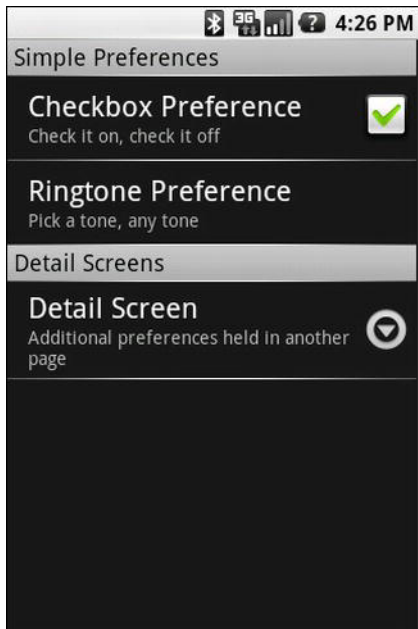 3G
? 4:26 PM
Simple Preferences
Checkbox Preference
Check it on, check it off
Ringtone Preference
Pick a tone, any tone
Detail Screens
Detail Screen
Additional preferences held in another
page